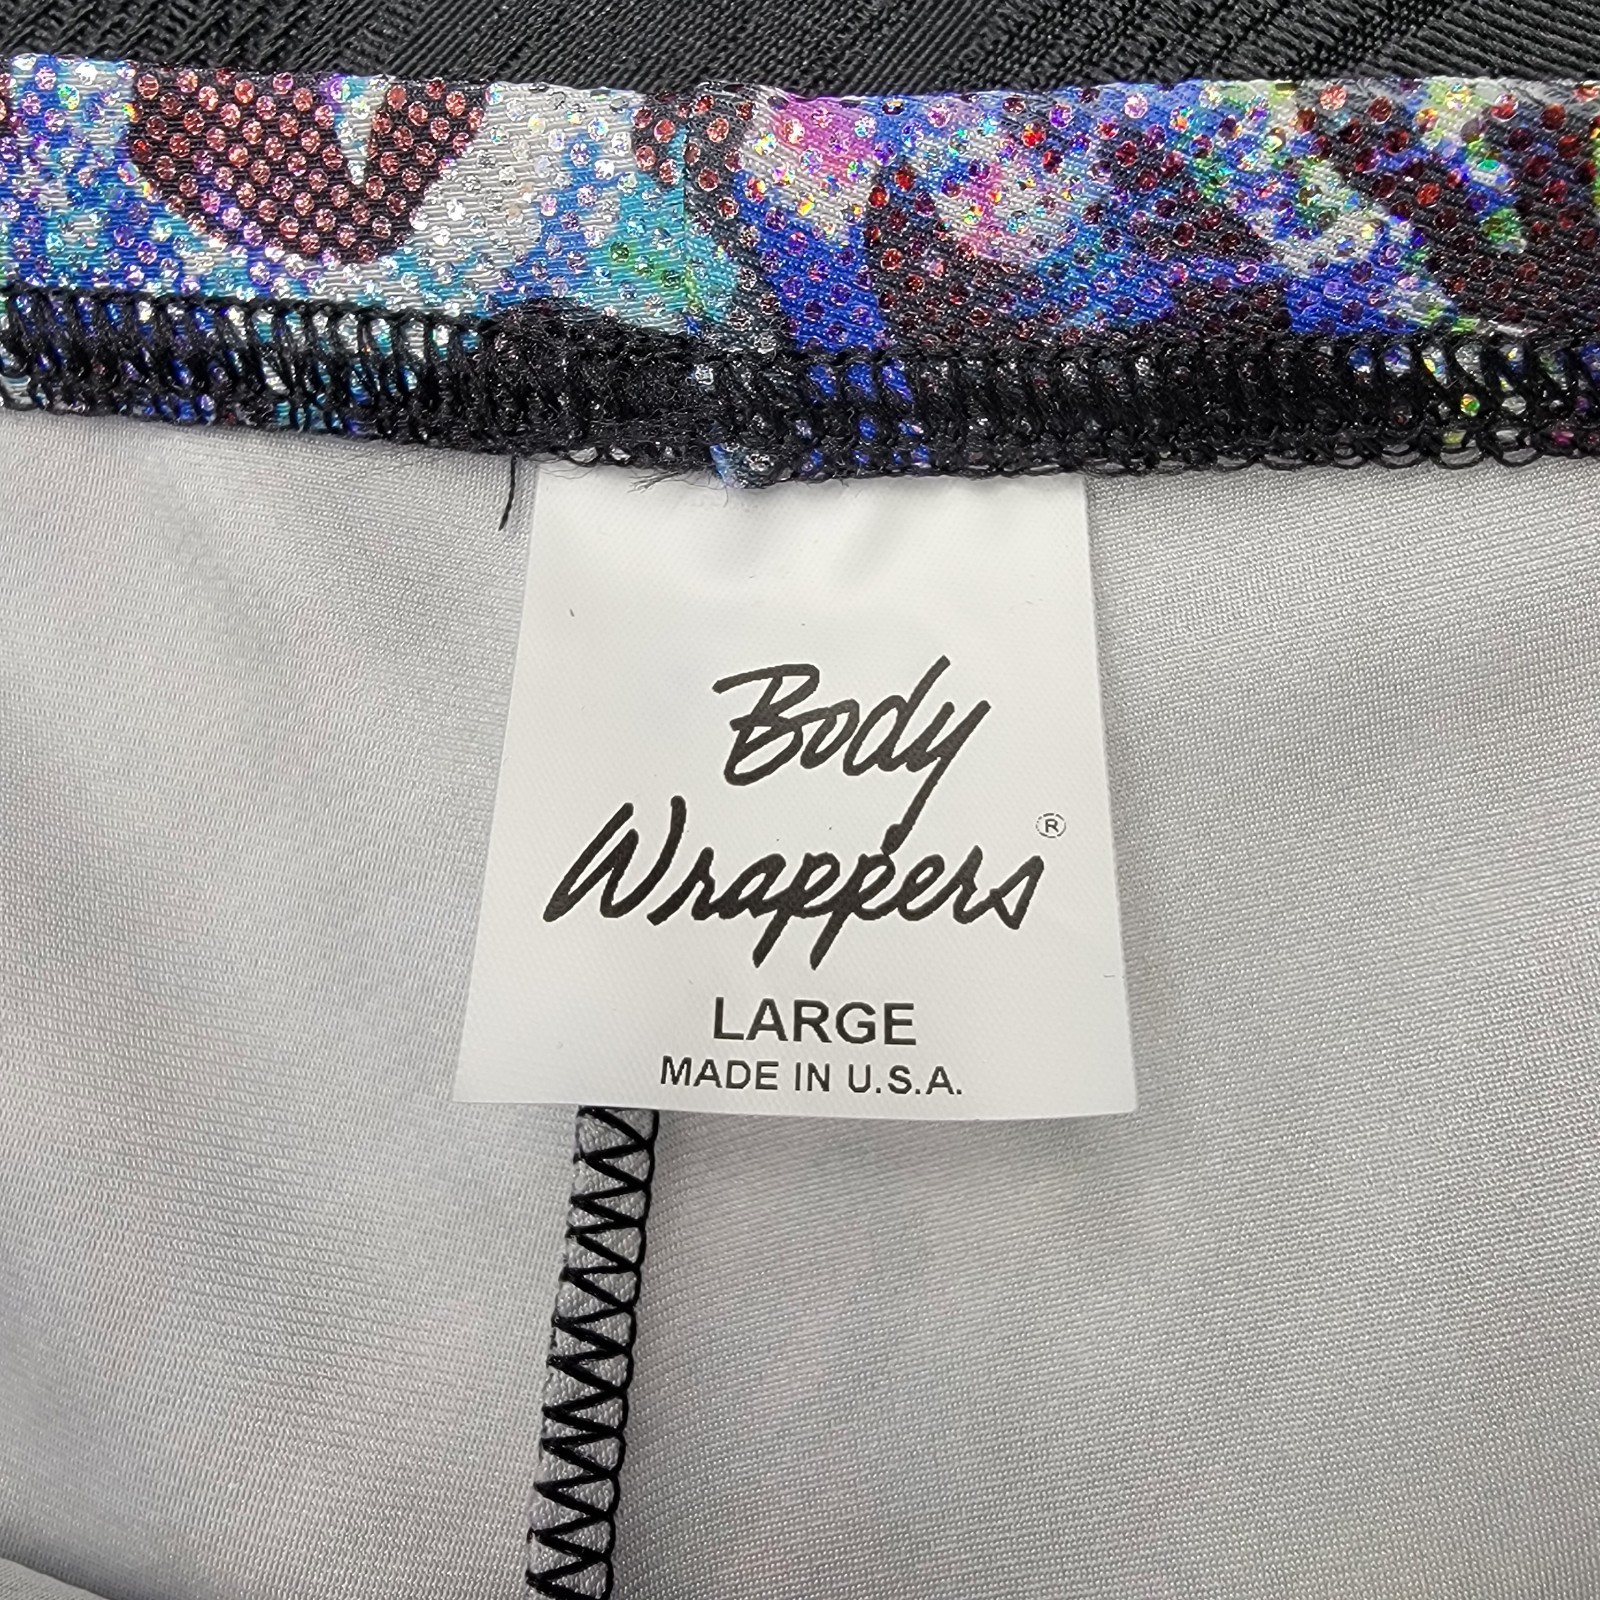 Body
Wrappers®
LARGE
MADE IN U.S.A.